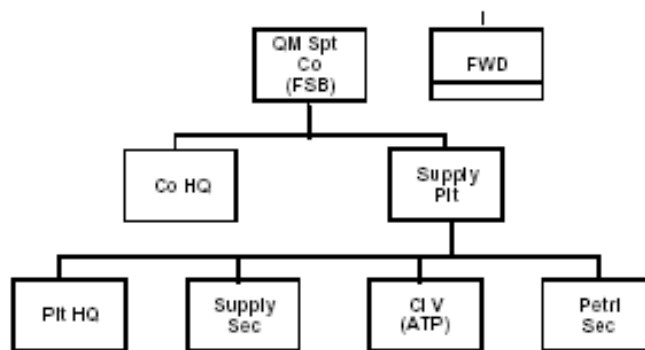 QM Spt
Co
(FSB)
I
FWD
Co HQ
Supply
Plt
Plt HQ
Supply
Sec
Cl V
(ATP)
Petrl
Sec